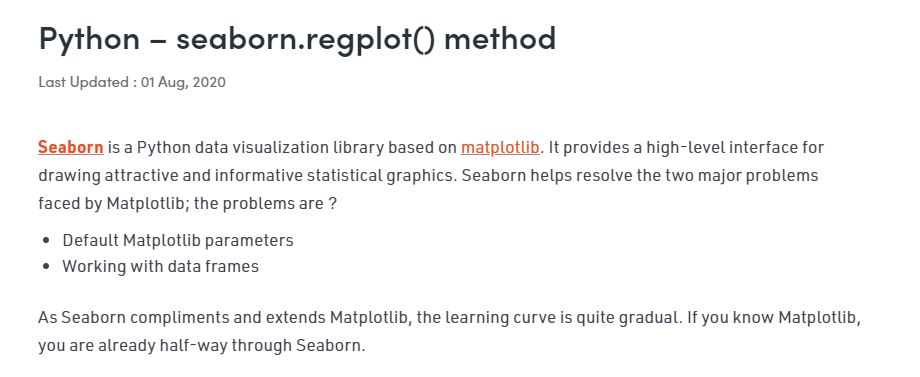 Python – seaborn.regplot() method
Last Updated : 01 Aug, 2020
Seaborn is a Python data visualization library based on matplotlib. It provides a high-level interface for
drawing attractive and informative statistical graphics. Seaborn helps resolve the two major problems
faced by Matplotlib; the problems are ?
• Default Matplotlib parameters
• Working with data frames
As Seaborn compliments and extends Matplotlib, the learning curve is quite gradual. If you know Matplotlib,
you are already half-way through Seaborn.